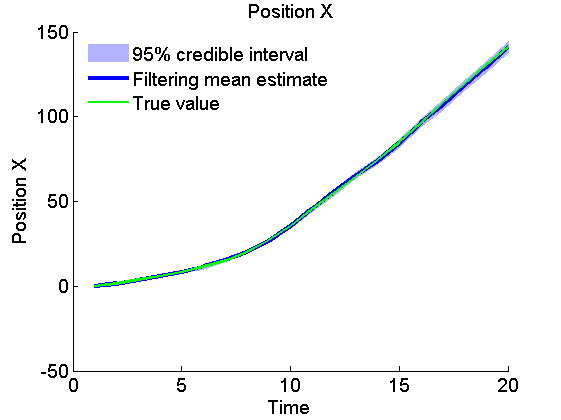 Position X
150
95% credible interval
Filtering mean estimate
True value
100
Position X
50
0
-50
0 5 10 15 20
Time